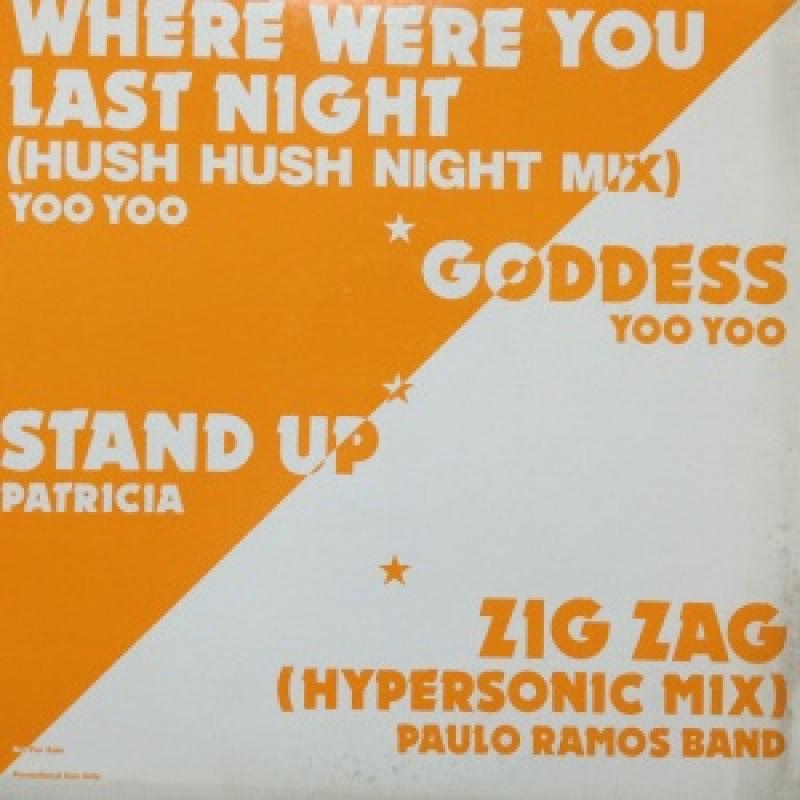 WHERE WERE YOU
LAST NIGHT
(HUSH HUSH NIGHT MIX)
YOO YOO
GODDESS
YOO YOO
STAND UP
PATRICIA
ZIG ZAG
(HYPERSONIC MIX)
PAULO RAMOS BAND
Not For Sale
Promotional Use Only